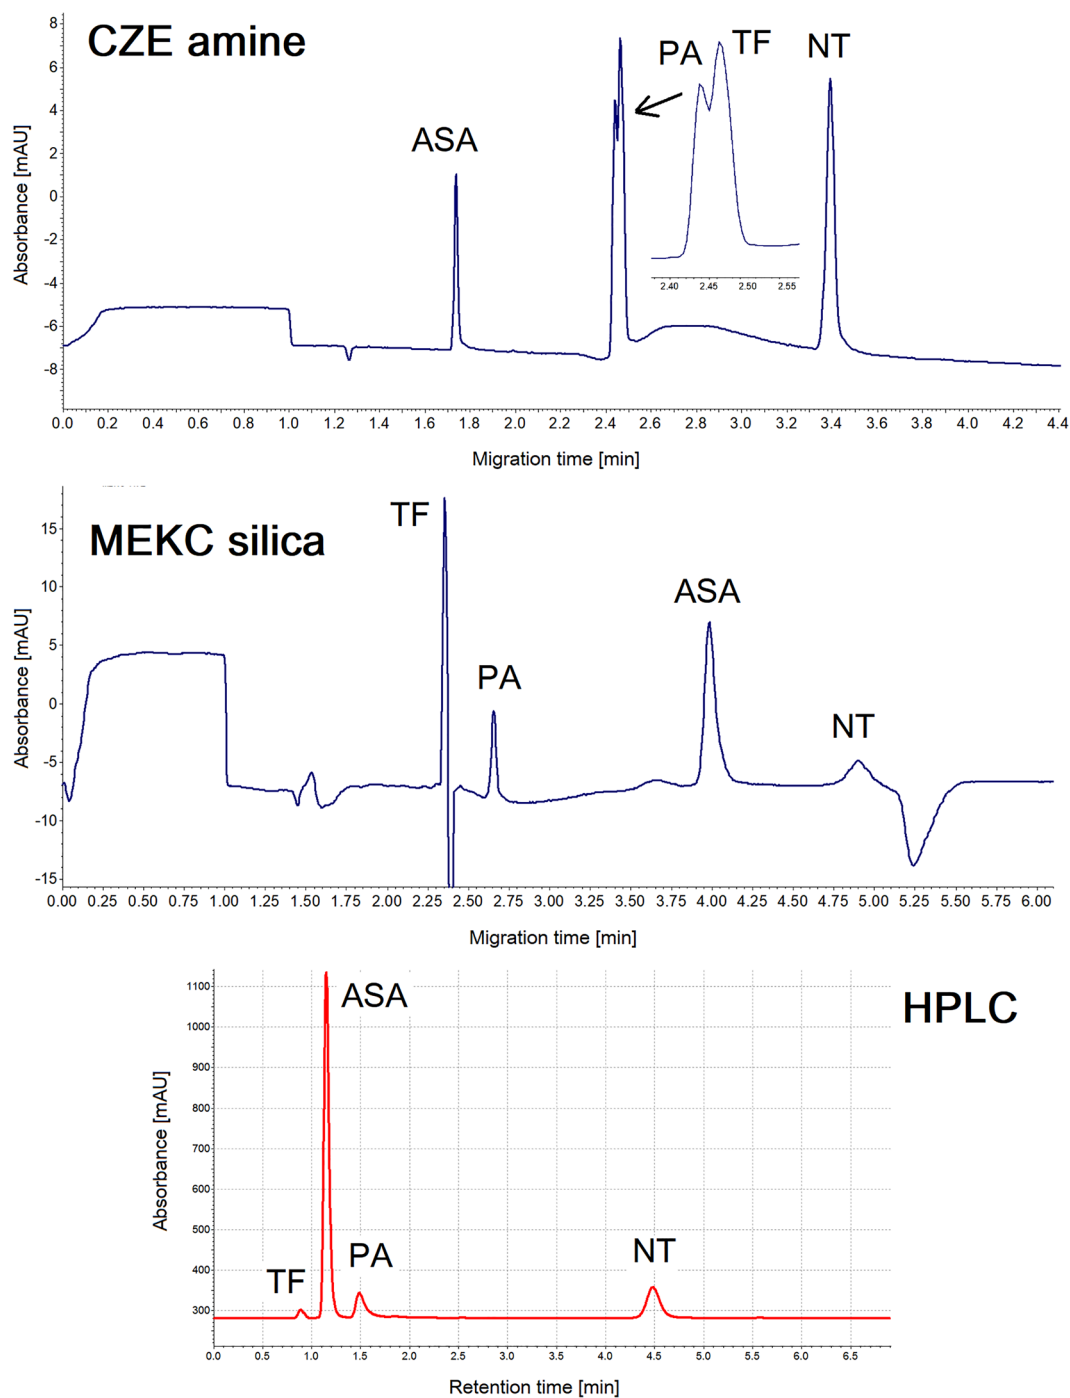 CZE amine
PA
TF
NT
ASA
8
6
4
2
0
-2
-4
-6
-8
Absorbance [mAU]
2.40 2.45 2.50 2.55
0.0 0.2 0.4 0.6 0.8 1.0 1.2 1.4 1.6 1.8 2.0 2.2 2.4 2.6 2.8 3.0 3.2 3.4 3.6 3.8 4.0 4.2 4.4
Migration time [min]
MEKC silica
TF
PA
ASA
NT
15
10
5
0
-5
-10
-15
Absorbance [mAU]
0.00 0.25 0.50 0.75 1.00 1.25 1.50 1.75 2.00 2.25 2.50 2.75 3.00 3.25 3.50 3.75 4.00 4.25 4.50 4.75 5.00 5.25 5.50 5.75 6.00
Migration time [min]
HPLC
ASA
TF
PA
NT
1100
1000
900
800
700
600
500
400
300
Absorbance [mAU]
0.0 0.5 1.0 1.5 2.0 2.5 3.0 3.5 4.0 4.5 5.0 5.5 6.0 6.5
Retention time [min]